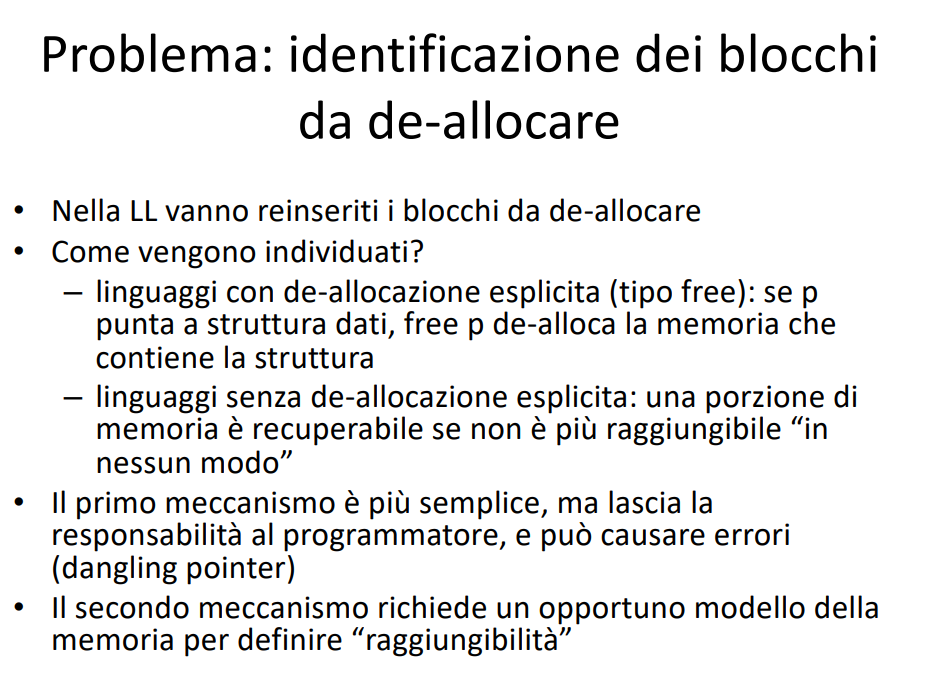 Problema: identificazione dei blocchi
da de-allocare
• Nella LL vanno reinseriti i blocchi da de-allocare
• Come vengono individuati?
– linguaggi con de-allocazione esplicita (tipo free): se p
punta a struttura dati, free p de-alloca la memoria che
contiene la struttura
– linguaggi senza de-allocazione esplicita: una porzione di
memoria è recuperabile se non è più raggiungibile “in
nessun modo”
• Il primo meccanismo è più semplice, ma lascia la
responsabilità al programmatore, e può causare errori
(dangling pointer)
• Il secondo meccanismo richiede un opportuno modello della
memoria per definire “raggiungibilità”